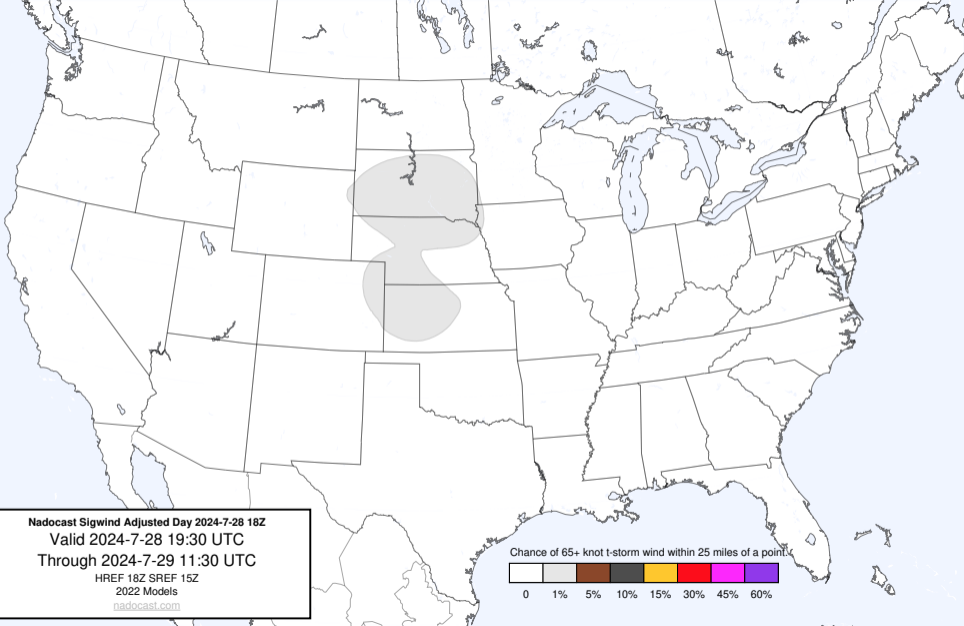 Nadocast Sigwind Adjusted Day 2024-7-28 18Z
Valid 2024-7-28 19:30 UTC
Through 2024-7-29 11:30 UTC
HREF 18Z SREF 15Z
2022 Models
nadocast.com
Chance of 65+ knot t-storm wind within 25 miles of a point.
0 1% 5% 10% 15% 30% 45% 60%